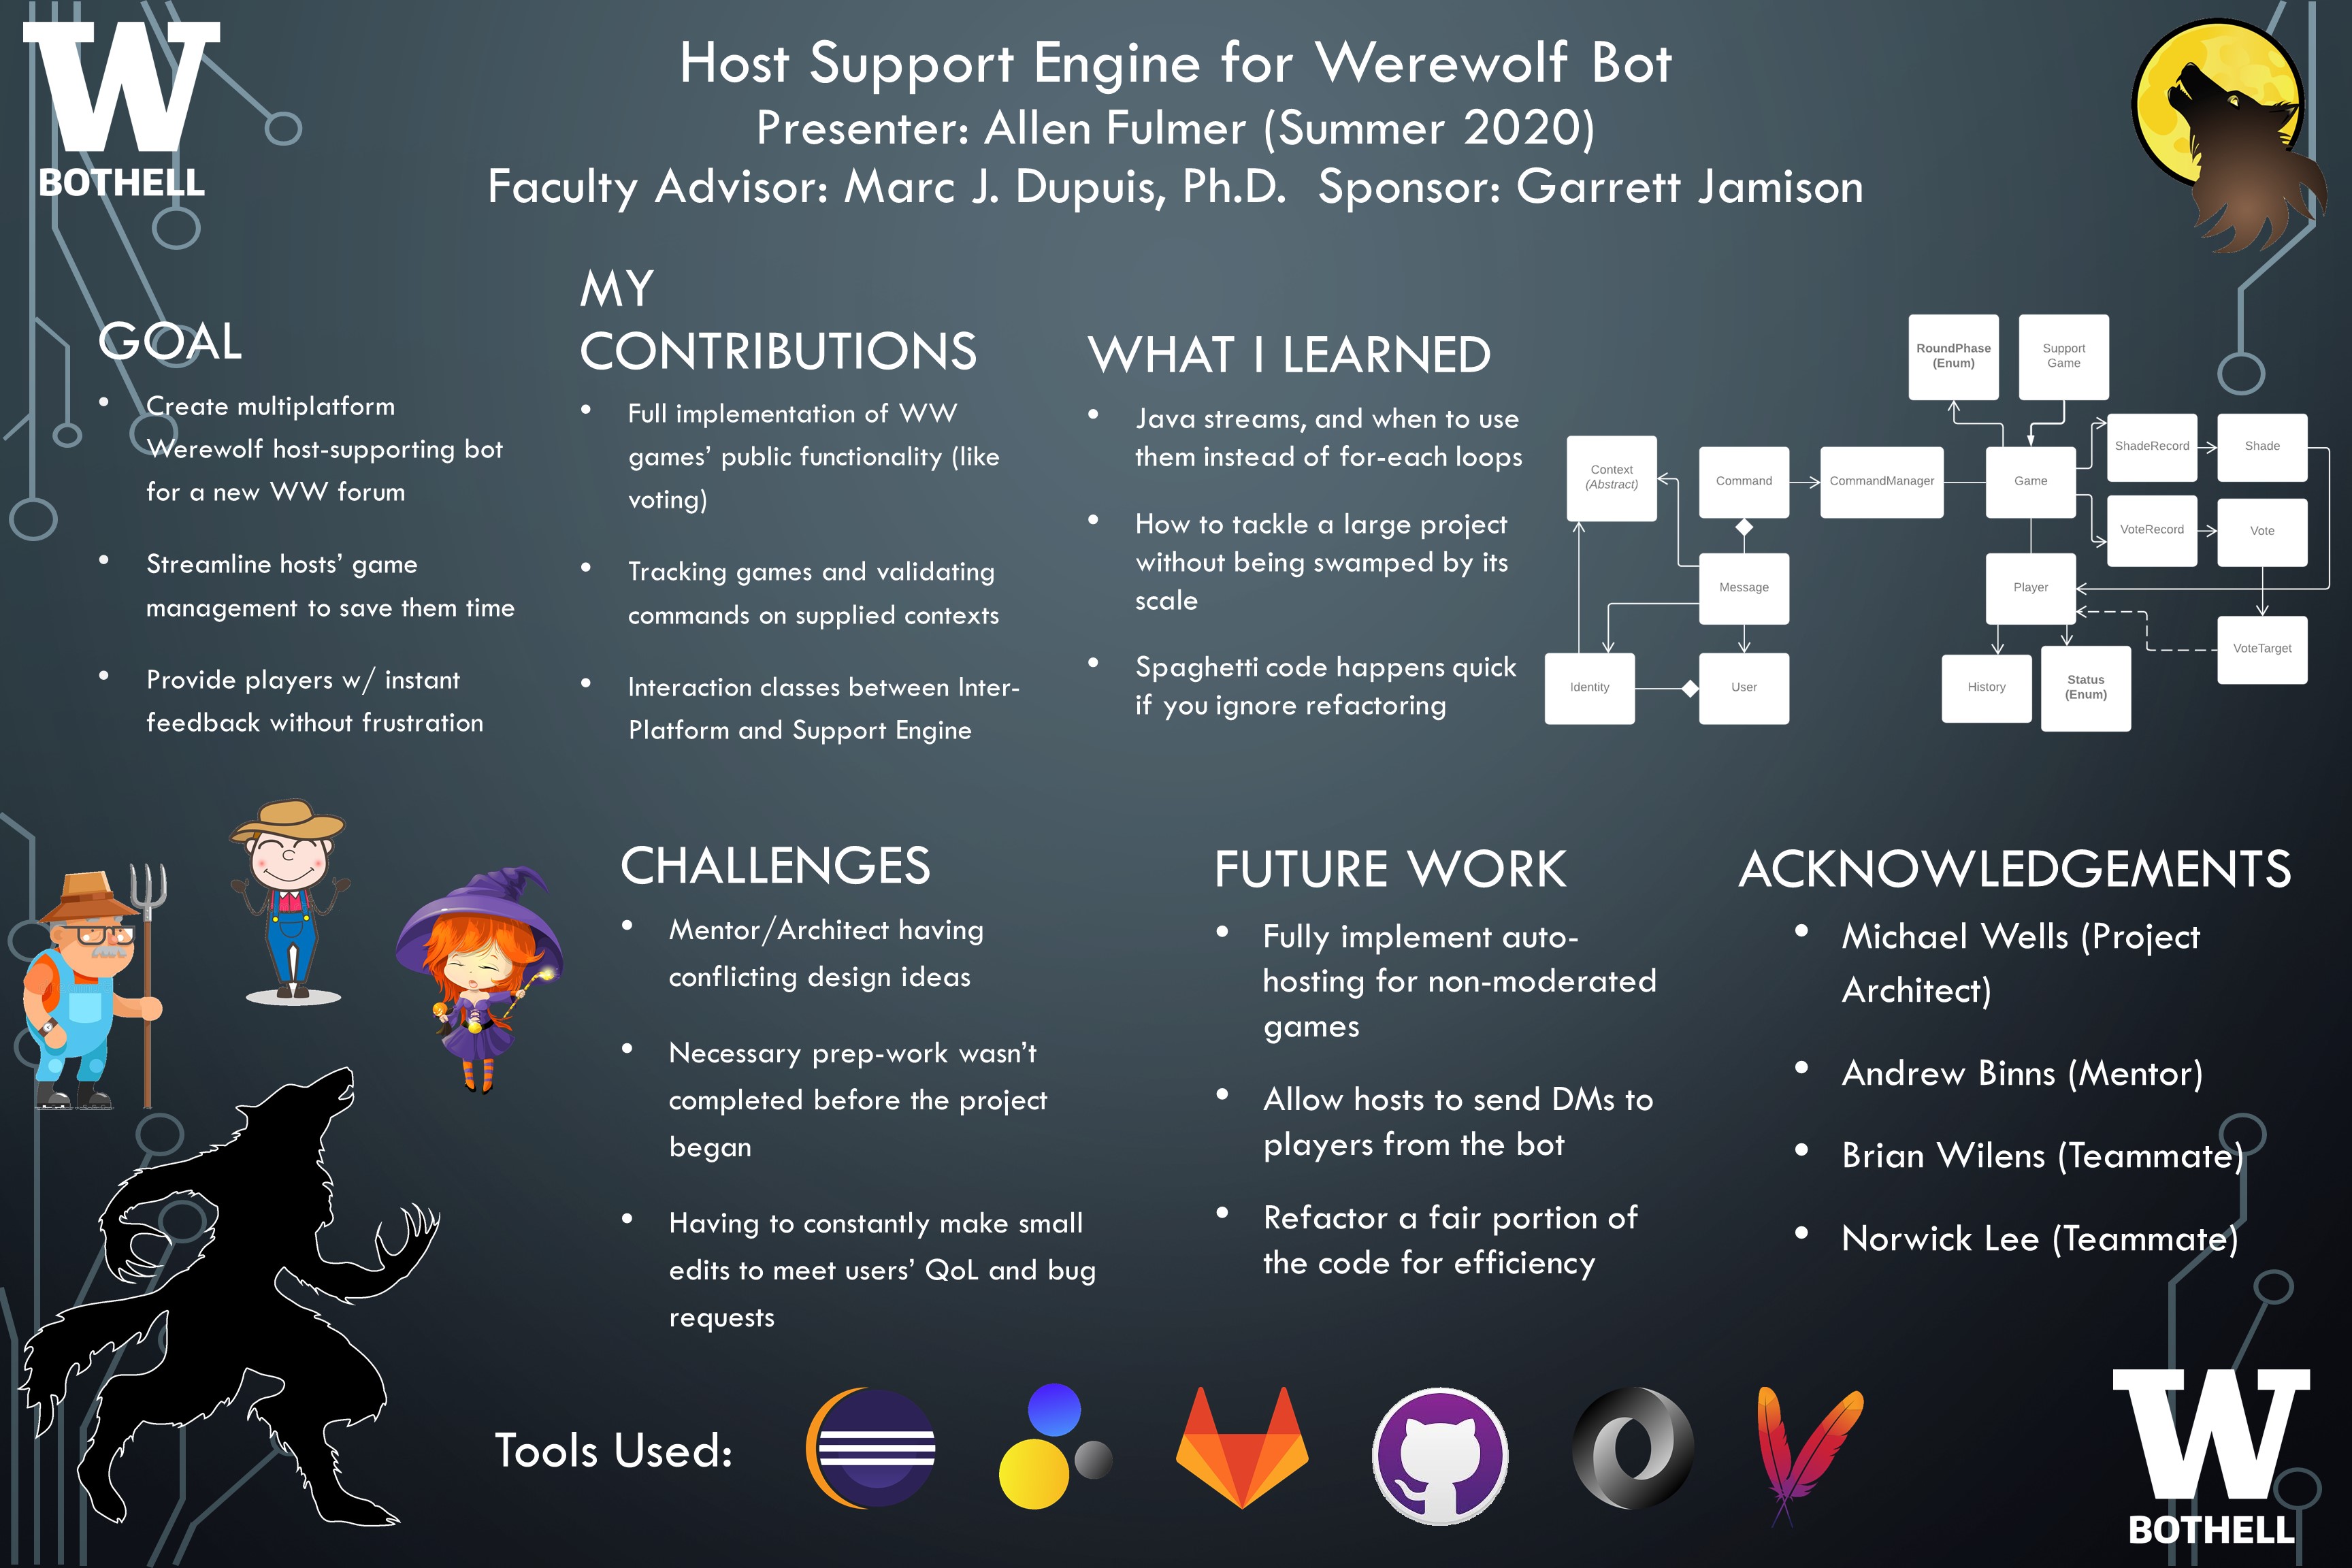 W
BOTHELL
Host Support Engine for Werewolf Bot
Presenter: Allen Fulmer (Summer 2020)
Faculty Advisor: Marc J. Dupuis, Ph.D.  Sponsor: Garrett Jamison
GOAL
• Create multiplatform
Werewolf host-supporting bot
for a new WW forum
• Streamline hosts’ game
management to save them time
• Provide players w/ instant
feedback without frustration
MY
CONTRIBUTIONS
• Full implementation of WW
games’ public functionality (like
voting)
• Tracking games and validating
commands on supplied contexts
• Interaction classes between Inter-
Platform and Support Engine
WHAT I LEARNED
• Java streams, and when to use
them instead of for-each loops
• How to tackle a large project
without being swamped by its
scale
• Spaghetti code happens quick
if you ignore refactoring
RoundPhase
(Enum)
Support
Game
Context
(Abstract)
Command
CommandManager
Game
ShadeRecord
Shade
VoteRecord
Vote
Message
Player
VoteTarget
Identity
User
History
Status
(Enum)
CHALLENGES
• Mentor/Architect having
conflicting design ideas
• Necessary prep-work wasn’t
completed before the project
began
• Having to constantly make small
edits to meet users’ QoL and bug
requests
FUTURE WORK
• Fully implement auto-
hosting for non-moderated
games
• Allow hosts to send DMs to
players from the bot
• Refactor a fair portion of
the code for efficiency
ACKNOWLEDGEMENTS
• Michael Wells (Project
Architect)
• Andrew Binns (Mentor)
• Brian Wilens (Teammate)
• Norwick Lee (Teammate)
Tools Used:
W
BOTHELL